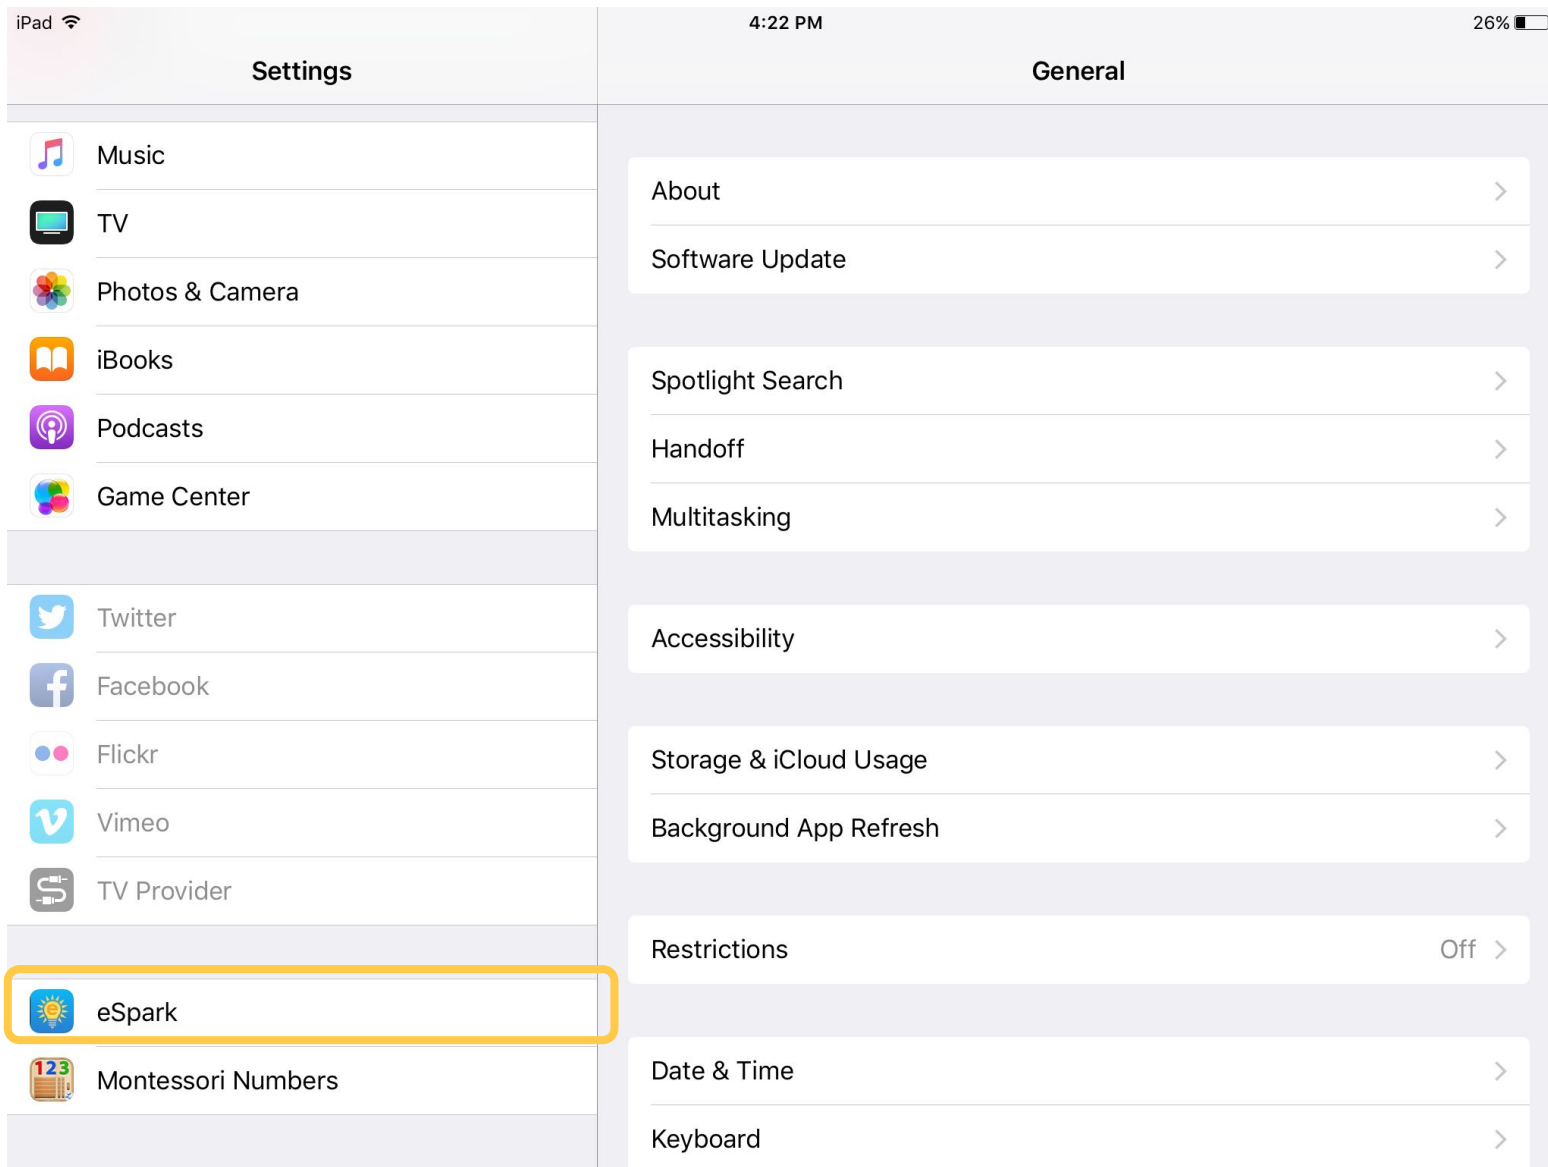 iPad
4:22 PM
26%
Settings
General
Music
TV
Photos & Camera
iBooks
Podcasts
Game Center
Twitter
Facebook
Flickr
Vimeo
TV Provider
eSpark
123
Montessori Numbers
About
Software Update
Spotlight Search
Handoff
Multitasking
Accessibility
Storage & iCloud Usage
Background App Refresh
Restrictions Off
Date & Time
Keyboard